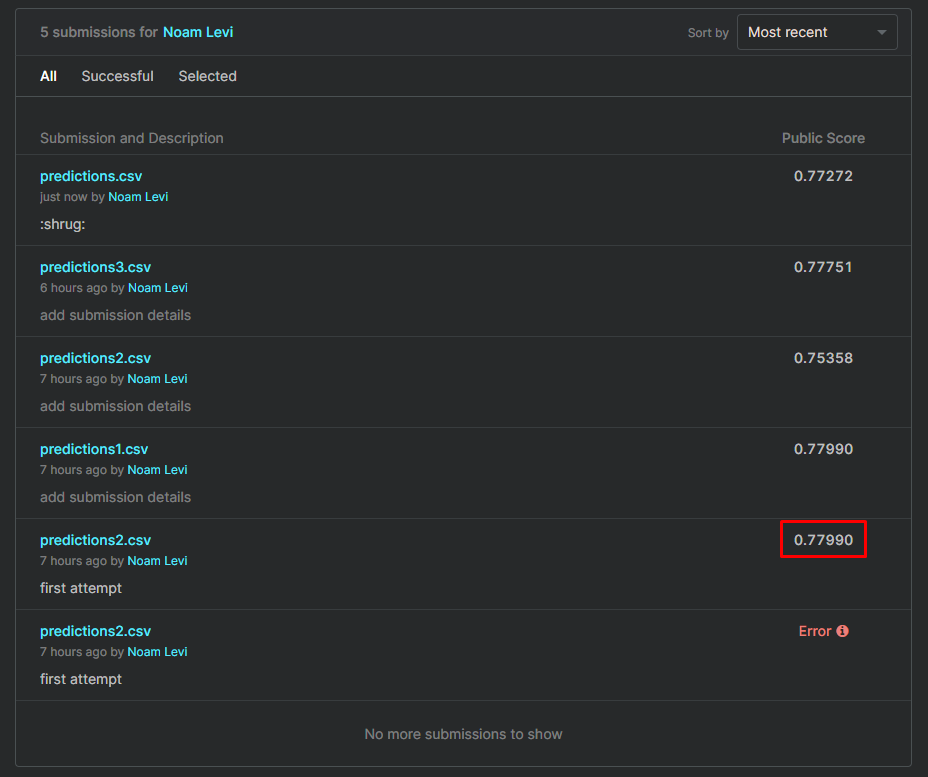 5 submissions for Noam Levi
Sort by Most recent
All Successful Selected
Submission and Description Public Score
predictions.csv 0.77272
just now by Noam Levi
:shrug:
predictions3.csv 0.77751
6 hours ago by Noam Levi
add submission details
predictions2.csv 0.75358
7 hours ago by Noam Levi
add submission details
predictions1.csv 0.77990
7 hours ago by Noam Levi
add submission details
predictions2.csv 0.77990
7 hours ago by Noam Levi
first attempt
predictions2.csv Error
7 hours ago by Noam Levi
first attempt
No more submissions to show